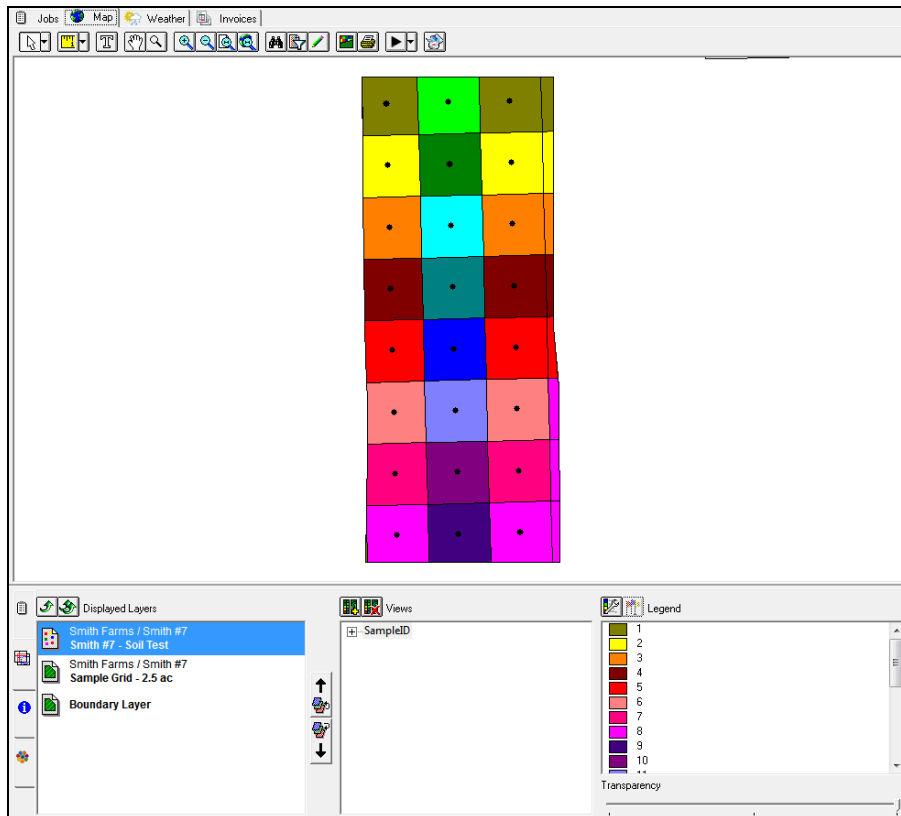 Jobs Map Weather Invoices
T
Displayed Layers
Smith Farms / Smith #7
Smith #7 - Soil Test
Smith Farms / Smith #7
Sample Grid - 2.5 ac
Boundary Layer
Views
SampleID
Legend
1
2
3
4
5
6
7
8
9
10
11
Transparency